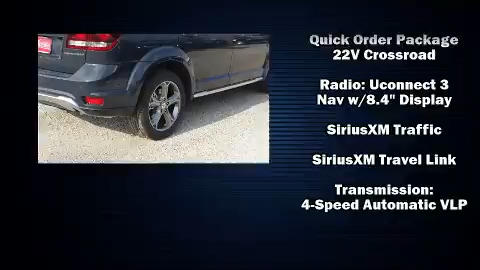 Quick Order Package
22V Crossroad
Radio: Uconnect 3
Nav w/8.4" Display
SiriusXM Traffic
SiriusXM Travel Link
Transmission:
4-Speed Automatic VLP